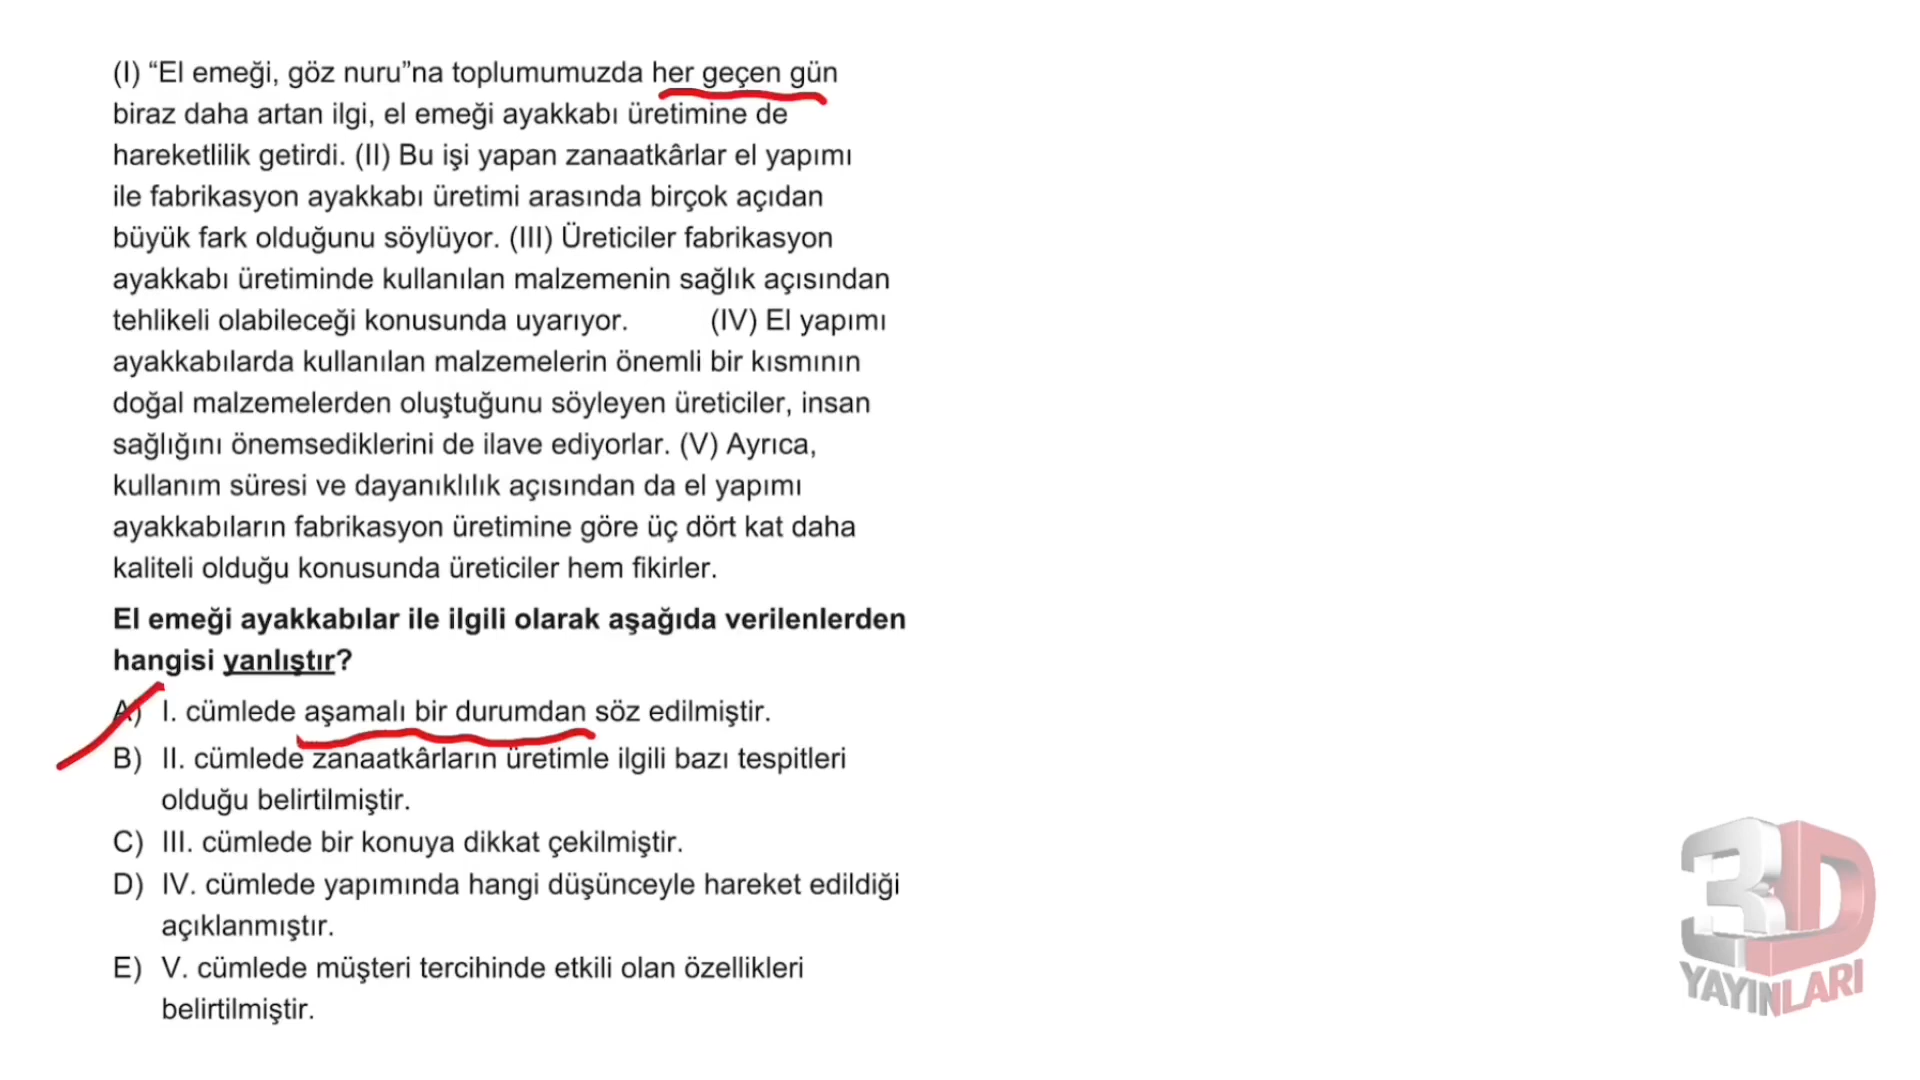 (I) “El emeği, göz nuru”na toplumumuzda her geçen gün
biraz daha artan ilgi, el emeği ayakkabı üretimine de
hareketlilik getirdi. (II) Bu işi yapan zanaatkârlar el yapımı
ile fabrikasyon ayakkabı üretimi arasında birçok açıdan
büyük fark olduğunu söylüyor. (III) Üreticiler fabrikasyon
ayakkabı üretiminde kullanılan malzemenin sağlık açısından
tehlikeli olabileceği konusunda uyarıyor. (IV) El yapımı
ayakkabılarda kullanılan malzemelerin önemli bir kısmının
doğal malzemelerden oluştuğunu söyleyen üreticiler, insan
sağlığını önemsediklerini de ilave ediyorlar. (V) Ayrıca,
kullanım süresi ve dayanıklılık açısından da el yapımı
ayakkabıların fabrikasyon üretimine göre üç dört kat daha
kaliteli olduğu konusunda üreticiler hem fikirler.
El emeği ayakkabılar ile ilgili olarak aşağıda verilenlerden
hangisi yanlıştır?
A) I. cümlede aşamalı bir durumdan söz edilmiştir.
B) II. cümlede zanaatkârların üretimle ilgili bazı tespitleri
olduğu belirtilmiştir.
C) III. cümlede bir konuya dikkat çekilmiştir.
D) IV. cümlede yapımında hangi düşünceyle hareket edildiği
açıklanmıştır.
E) V. cümlede müşteri tercihinde etkili olan özellikleri
belirtilmiştir.
3D
YAYINLARI